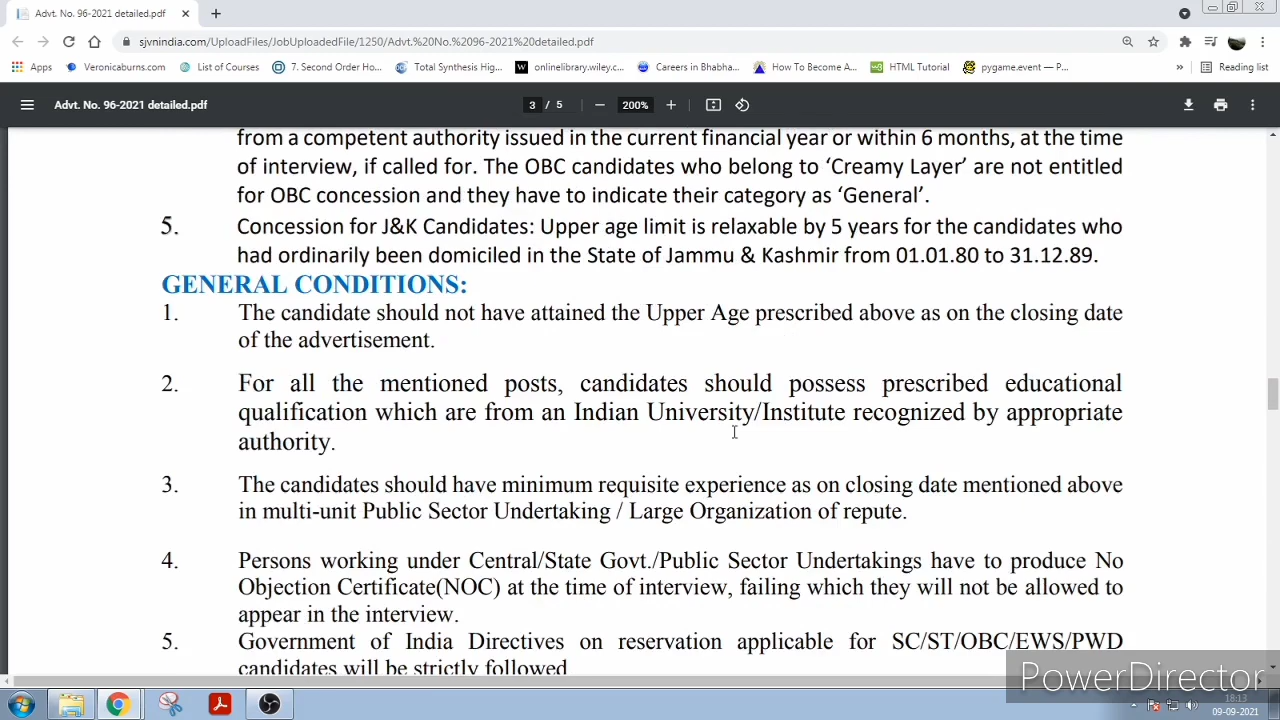 Advt. No. 96-2021 detailed.pdf
sjvnindia.com/UploadFiles/JobUploadedFile/1250/Advt.%20No.%2096-2021%20detailed.pdf
Apps Veronicaburns.com List of Courses 7. Second Order Ho... Total Synthesis Hig... onlinelibrary.wiley.c... Careers in Bhabha... How To Become A... HTML Tutorial pygame.event — P... » Reading list
Advt. No. 96-2021 detailed.pdf 3 / 5 200%
from a competent authority issued in the current financial year or within 6 months, at the time
of interview, if called for. The OBC candidates who belong to ‘Creamy Layer’ are not entitled
for OBC concession and they have to indicate their category as ‘General’.
5. Concession for J&K Candidates: Upper age limit is relaxable by 5 years for the candidates who
had ordinarily been domiciled in the State of Jammu & Kashmir from 01.01.80 to 31.12.89.
GENERAL CONDITIONS:
1. The candidate should not have attained the Upper Age prescribed above as on the closing date
of the advertisement.
2. For all the mentioned posts, candidates should possess prescribed educational
qualification which are from an Indian University/Institute recognized by appropriate
authority.
3. The candidates should have minimum requisite experience as on closing date mentioned above
in multi-unit Public Sector Undertaking / Large Organization of repute.
4. Persons working under Central/State Govt./Public Sector Undertakings have to produce No
Objection Certificate(NOC) at the time of interview, failing which they will not be allowed to
appear in the interview.
5. Government of India Directives on reservation applicable for SC/ST/OBC/EWS/PWD
candidates will be strictly followed
PowerDirector
18:13
09-09-2021